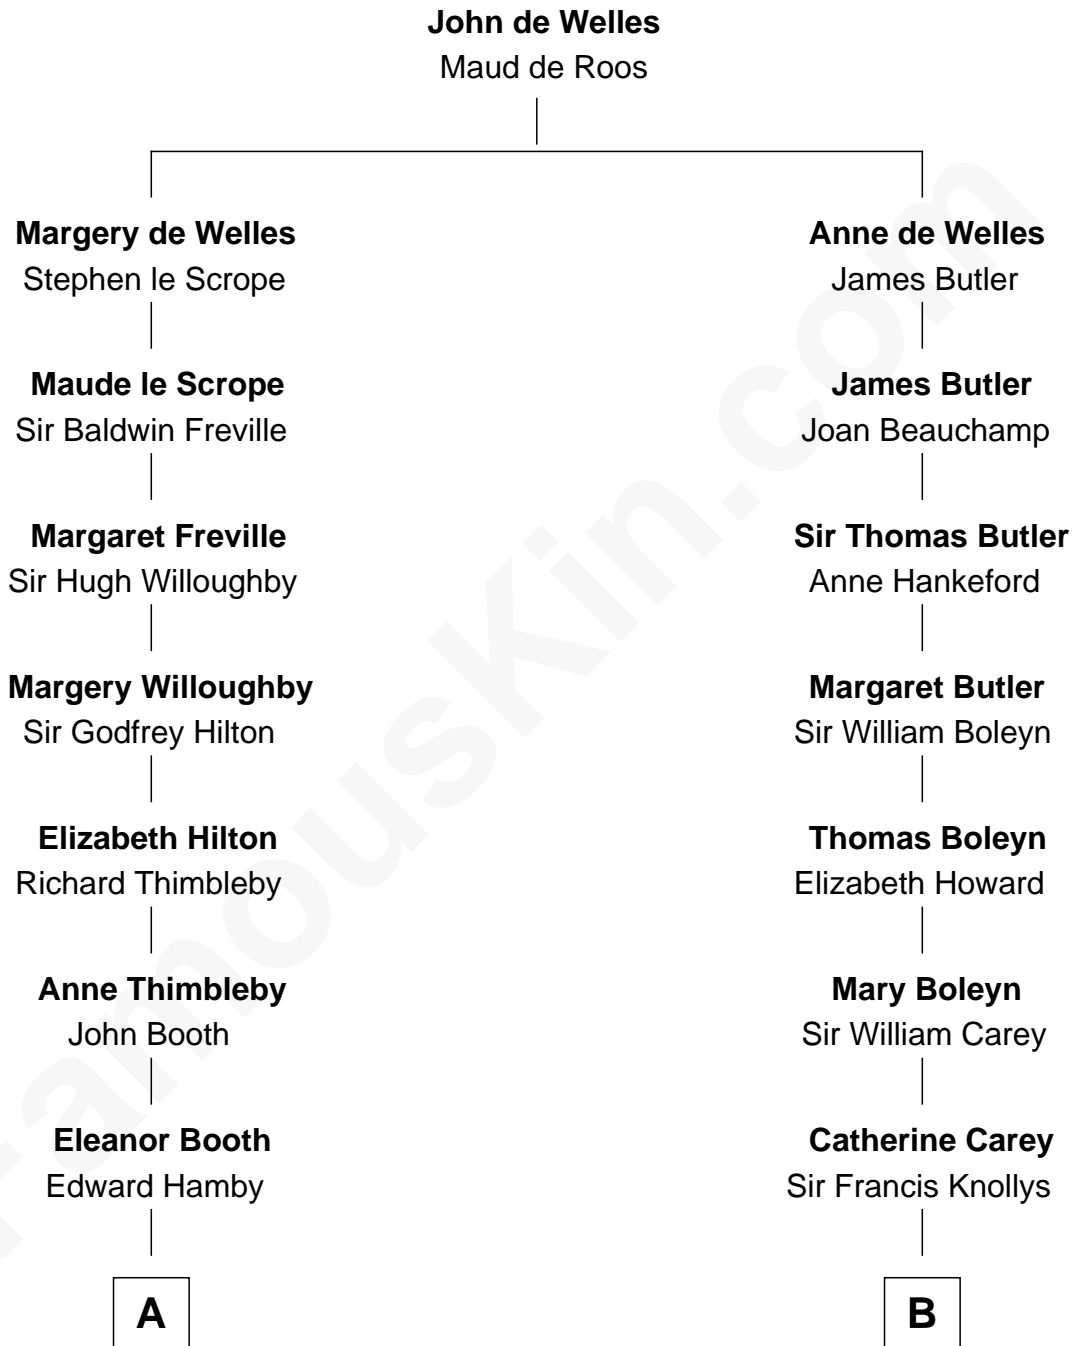 John de Welles
Maud de Roos
Margery de Welles
Stephen le Scrope
Anne de Welles
James Butler
Maude le Scrope
Sir Baldwin Freville
James Butler
Joan Beauchamp
Margaret Freville
Sir Hugh Willoughby
Sir Thomas Butler
Anne Hankeford
Margery Willoughby
Sir Godfrey Hilton
Margaret Butler
Sir William Boleyn
Elizabeth Hilton
Richard Thimbleby
Thomas Boleyn
Elizabeth Howard
Anne Thimbleby
John Booth
Mary Boleyn
Sir William Carey
Eleanor Booth
Edward Hamby
Catherine Carey
Sir Francis Knollys
A
B
FamousKin.com